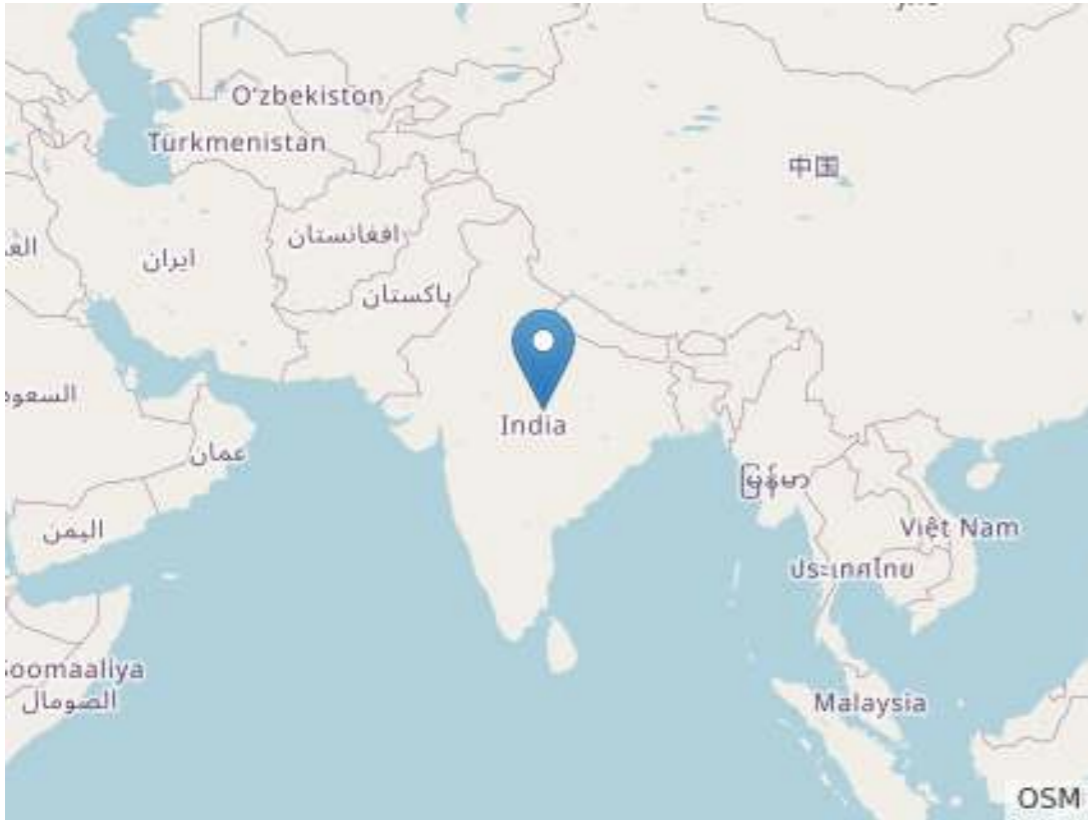 O'zbekiston
Türkmenistan
中国
افغانستان
ایران
پاکستان
India
السعود
عمان
اليمن
မြန်မာ
Việt Nam
ประเทศไทย
Soomaaliya
الصومال
Malaysia
OSM